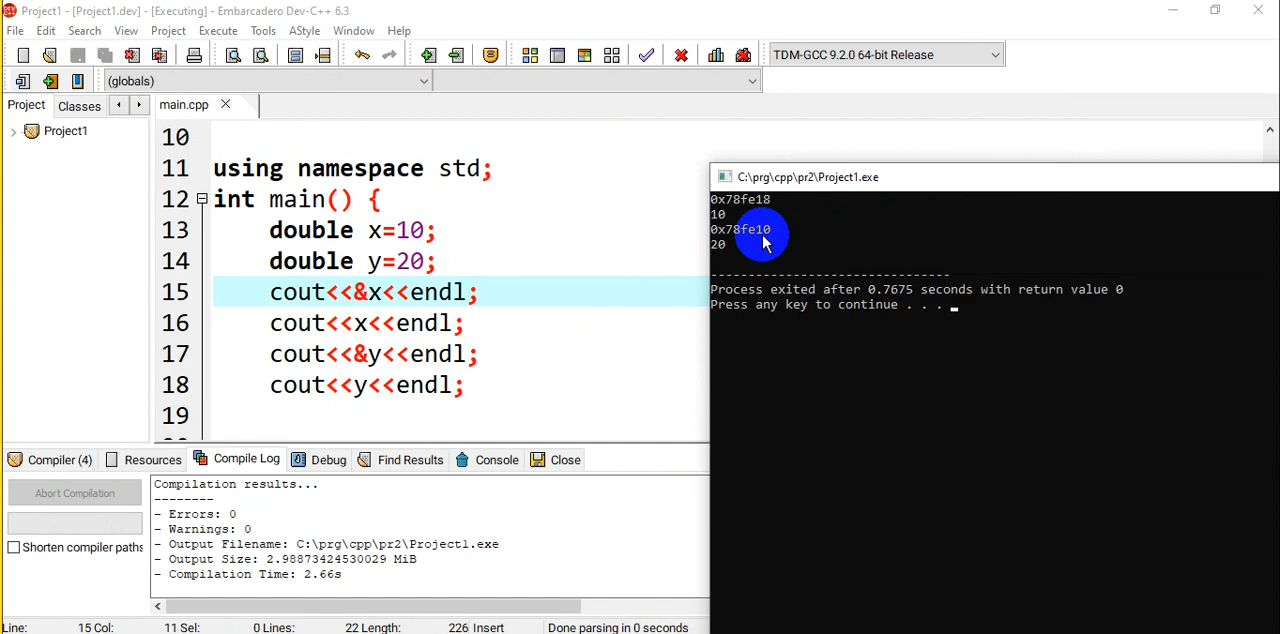 Project1 - [Project1.dev] - [Executing] - Embarcadero Dev-C++ 6.3
File Edit Search View Project Execute Tools AStyle Window Help
TDM-GCC 9.2.0 64-bit Release
(globals)
Project Classes main.cpp
Project1
10
11 using namespace std;
12 int main() {
13 double x=10;
14 double y=20;
15 cout<<&x<<endl;
16 cout<<x<<endl;
17 cout<<&y<<endl;
18 cout<<y<<endl;
19
C:\prg\cpp\pr2\Project1.exe
0x78fe18
10
0x78fe10
20
--------------------------------
Process exited after 0.7675 seconds with return value 0
Press any key to continue . . .
Compiler (4) Resources Compile Log Debug Find Results Console Close
Abort Compilation
Shorten compiler paths
Compilation results...
--------
- Errors: 0
- Warnings: 0
- Output Filename: C:\prg\cpp\pr2\Project1.exe
- Output Size: 2.98873424530029 MiB
- Compilation Time: 2.66s
Line: 15 Col: 11 Sel: 0 Lines: 22 Length: 226 Insert Done parsing in 0 seconds